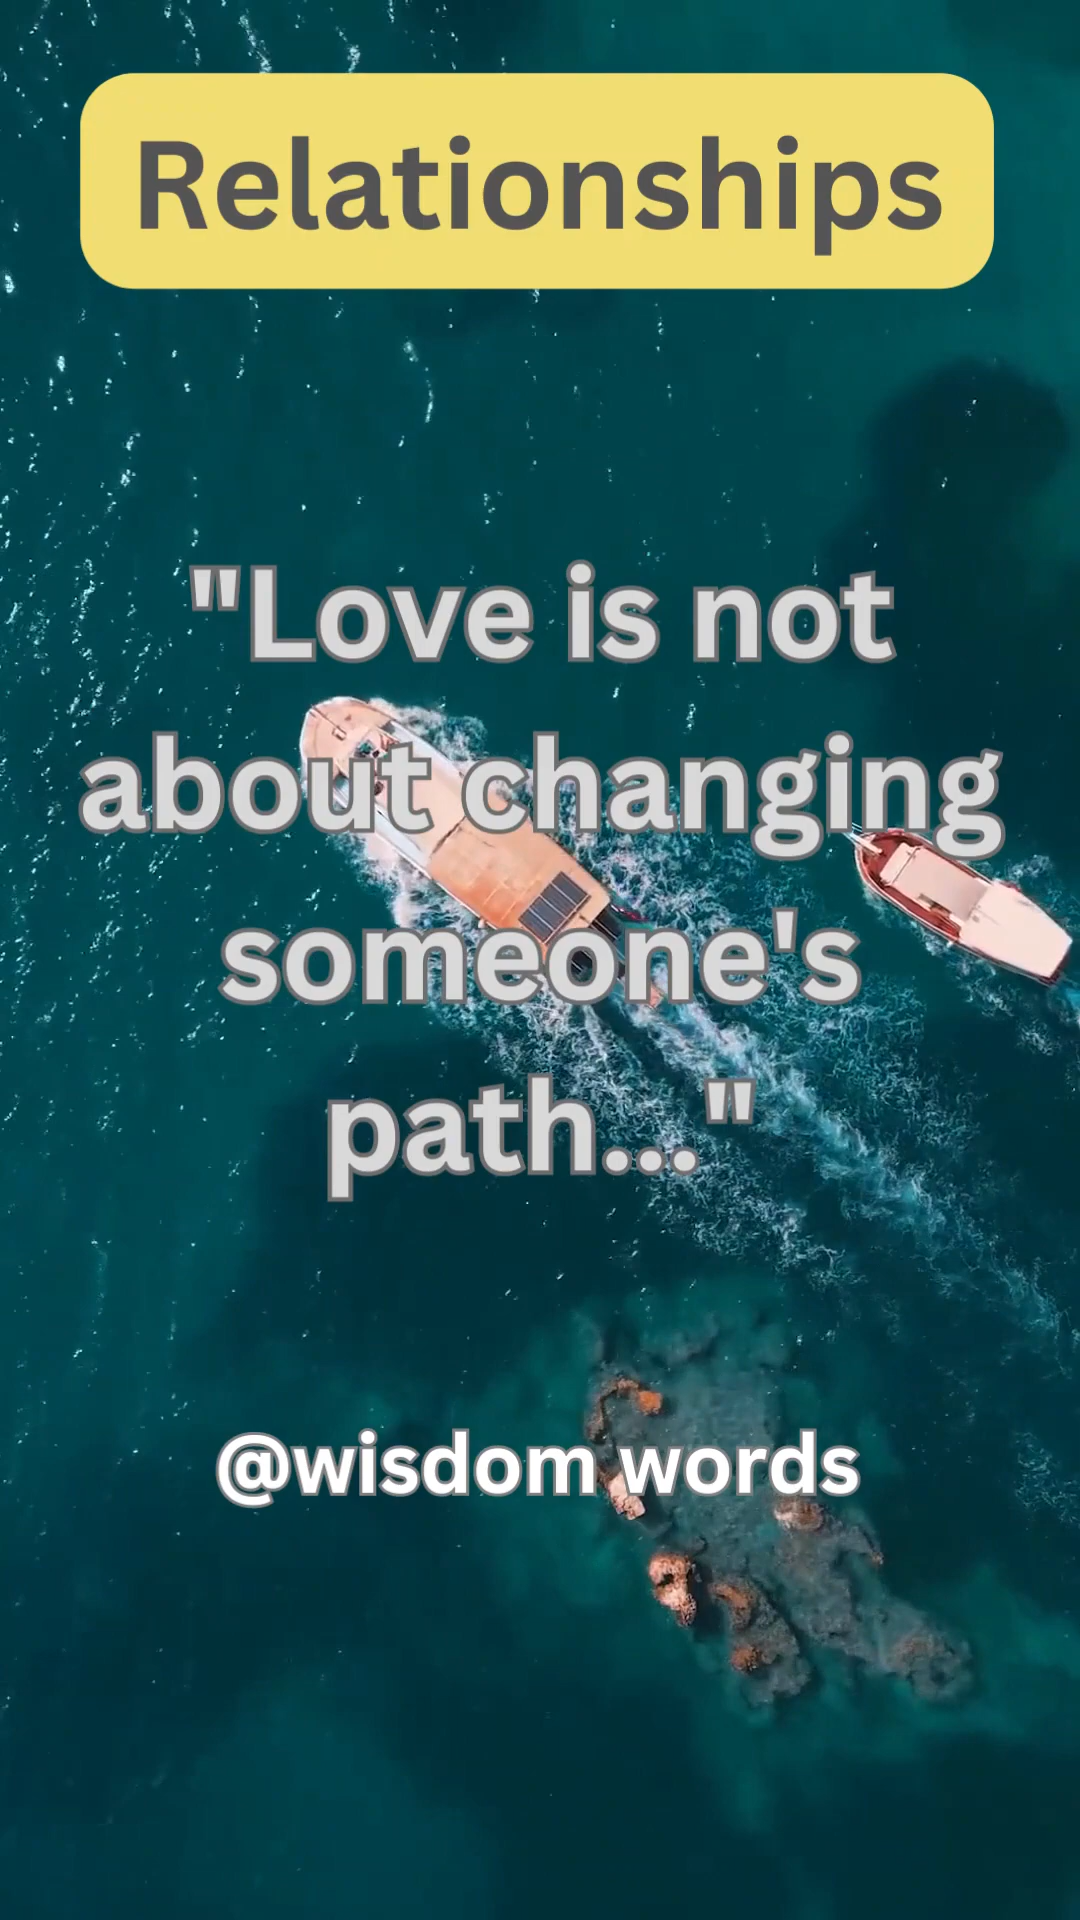 Relationships
"Love is not
about changing
someone's
path..."
@wisdom words